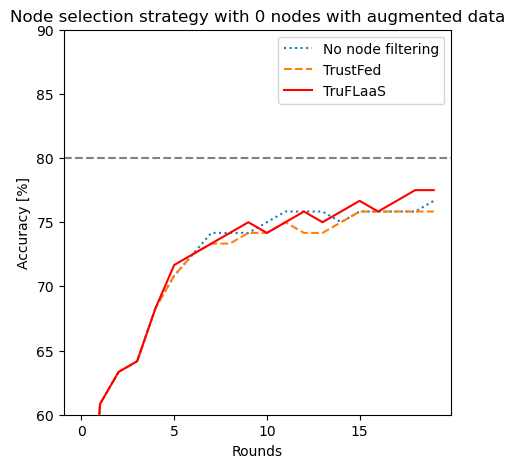 Node selection strategy with 0 nodes with augmented data
No node filtering
TrustFed
TruFLaaS
Accuracy [%]
90
85
80
75
70
65
60
0 5 10 15
Rounds